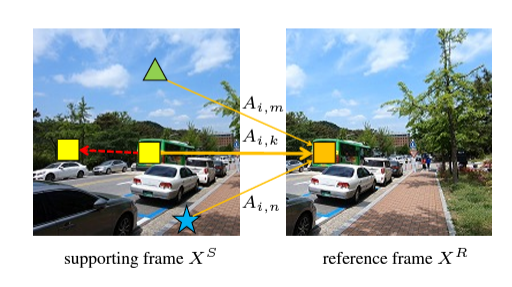 A_{i,m}
A_{i,k}
A_{i,n}
supporting frame X^S
reference frame X^R